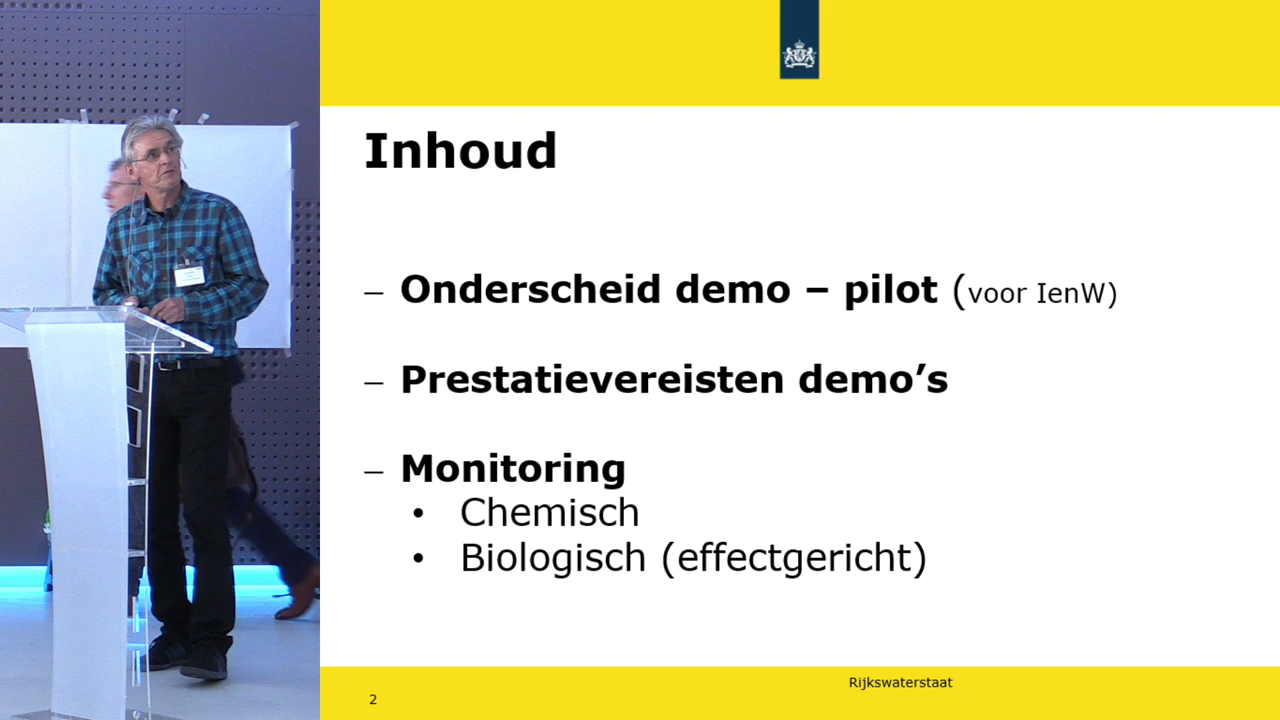 Inhoud
– Onderscheid demo – pilot (voor IenW)
– Prestatievereisten demo’s
– Monitoring
• Chemisch
• Biologisch (effectgericht)
Rijkswaterstaat
2